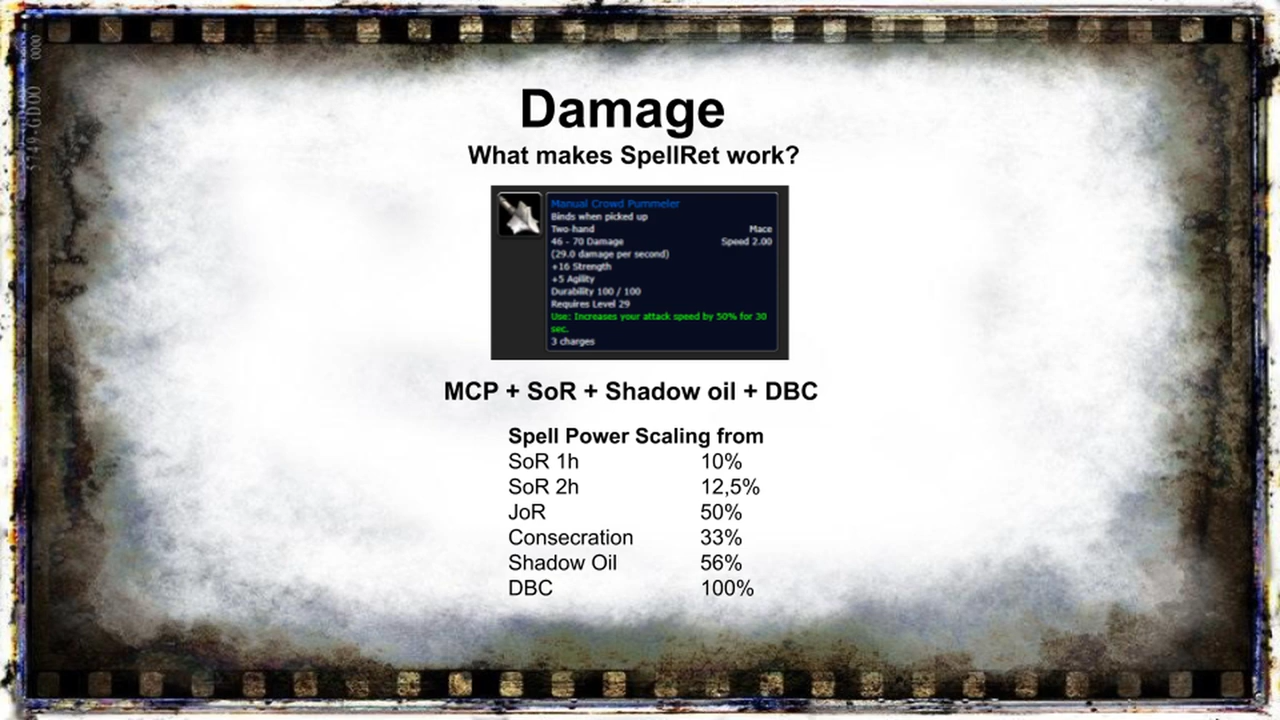 0000
Damage
What makes SpellRet work?
Manual Crowd Pummeler
Binds when picked up
Two-hand Mace
46 - 70 Damage Speed 2.00
(29.0 damage per second)
+16 Strength
+5 Agility
Durability 100 / 100
Requires Level 29
Use: Increases your attack speed by 50% for 30
sec.
3 charges
MCP + SoR + Shadow oil + DBC
Spell Power Scaling from
SoR 1h 10%
SoR 2h 12,5%
JoR 50%
Consecration 33%
Shadow Oil 56%
DBC 100%